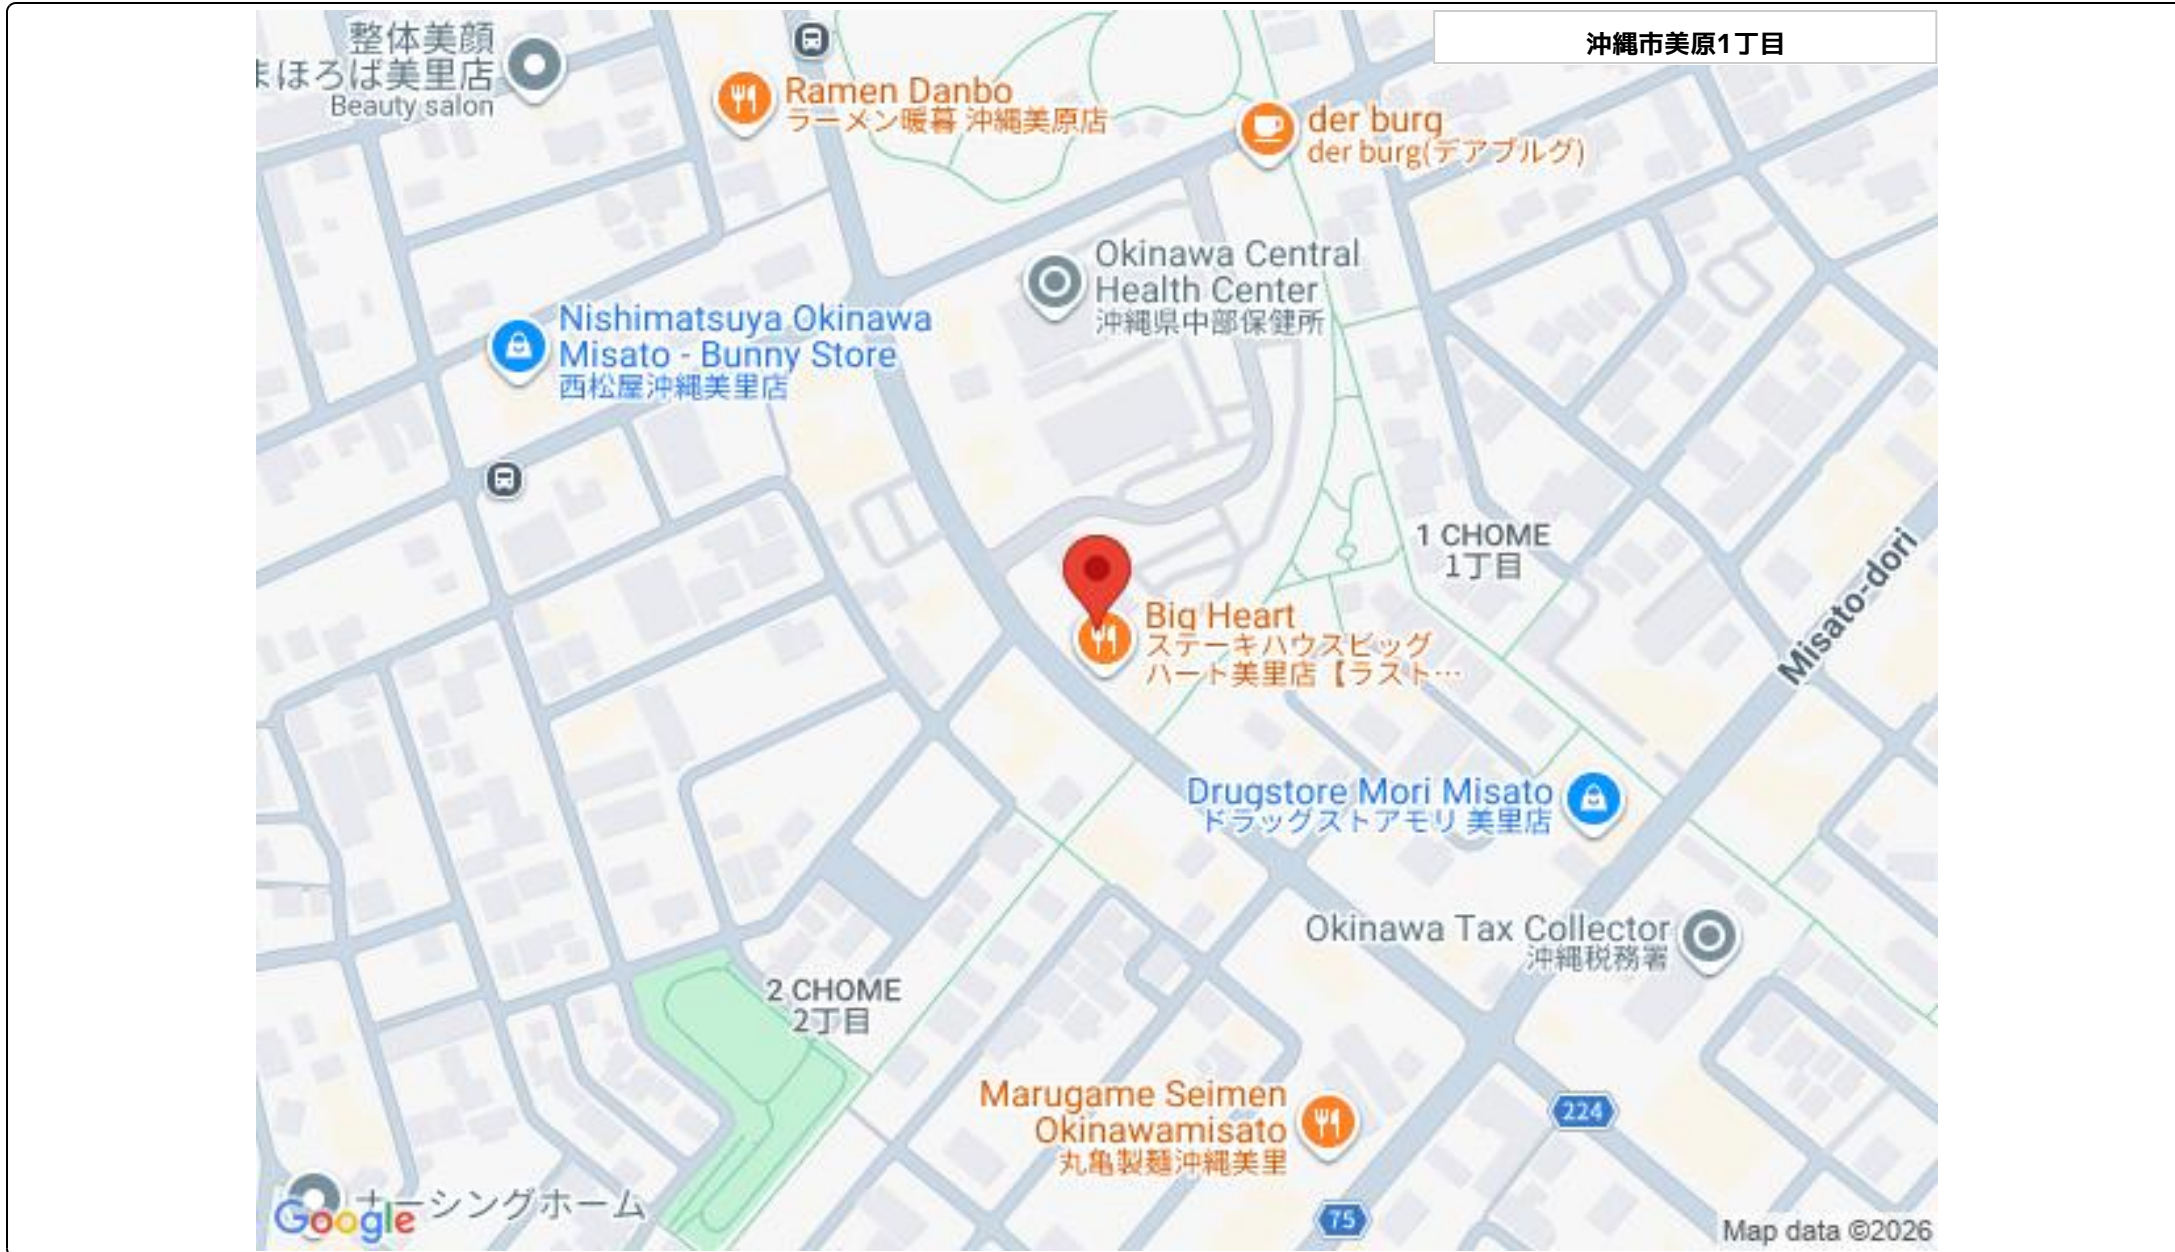 沖縄市美原1丁目
整体美顔
まほろば美里店
Beauty salon
Ramen Danbo
ラーメン暖暮 沖縄美原店
der burg
der burg(デアブルグ)
Okinawa Central
Health Center
沖縄県中部保健所
Nishimatsuya Okinawa
Misato - Bunny Store
西松屋沖縄美里店
1 CHOME
1丁目
Misato-dori
Big Heart
ステーキハウスビッグ
ハート美里店【ラスト…
Drugstore Mori Misato
ドラッグストアモリ 美里店
Okinawa Tax Collector
沖縄税務署
2 CHOME
2丁目
Marugame Seimen
Okinawamisato
丸亀製麺沖縄美里
224
75
ナーシングホーム
Google
Map data ©2026